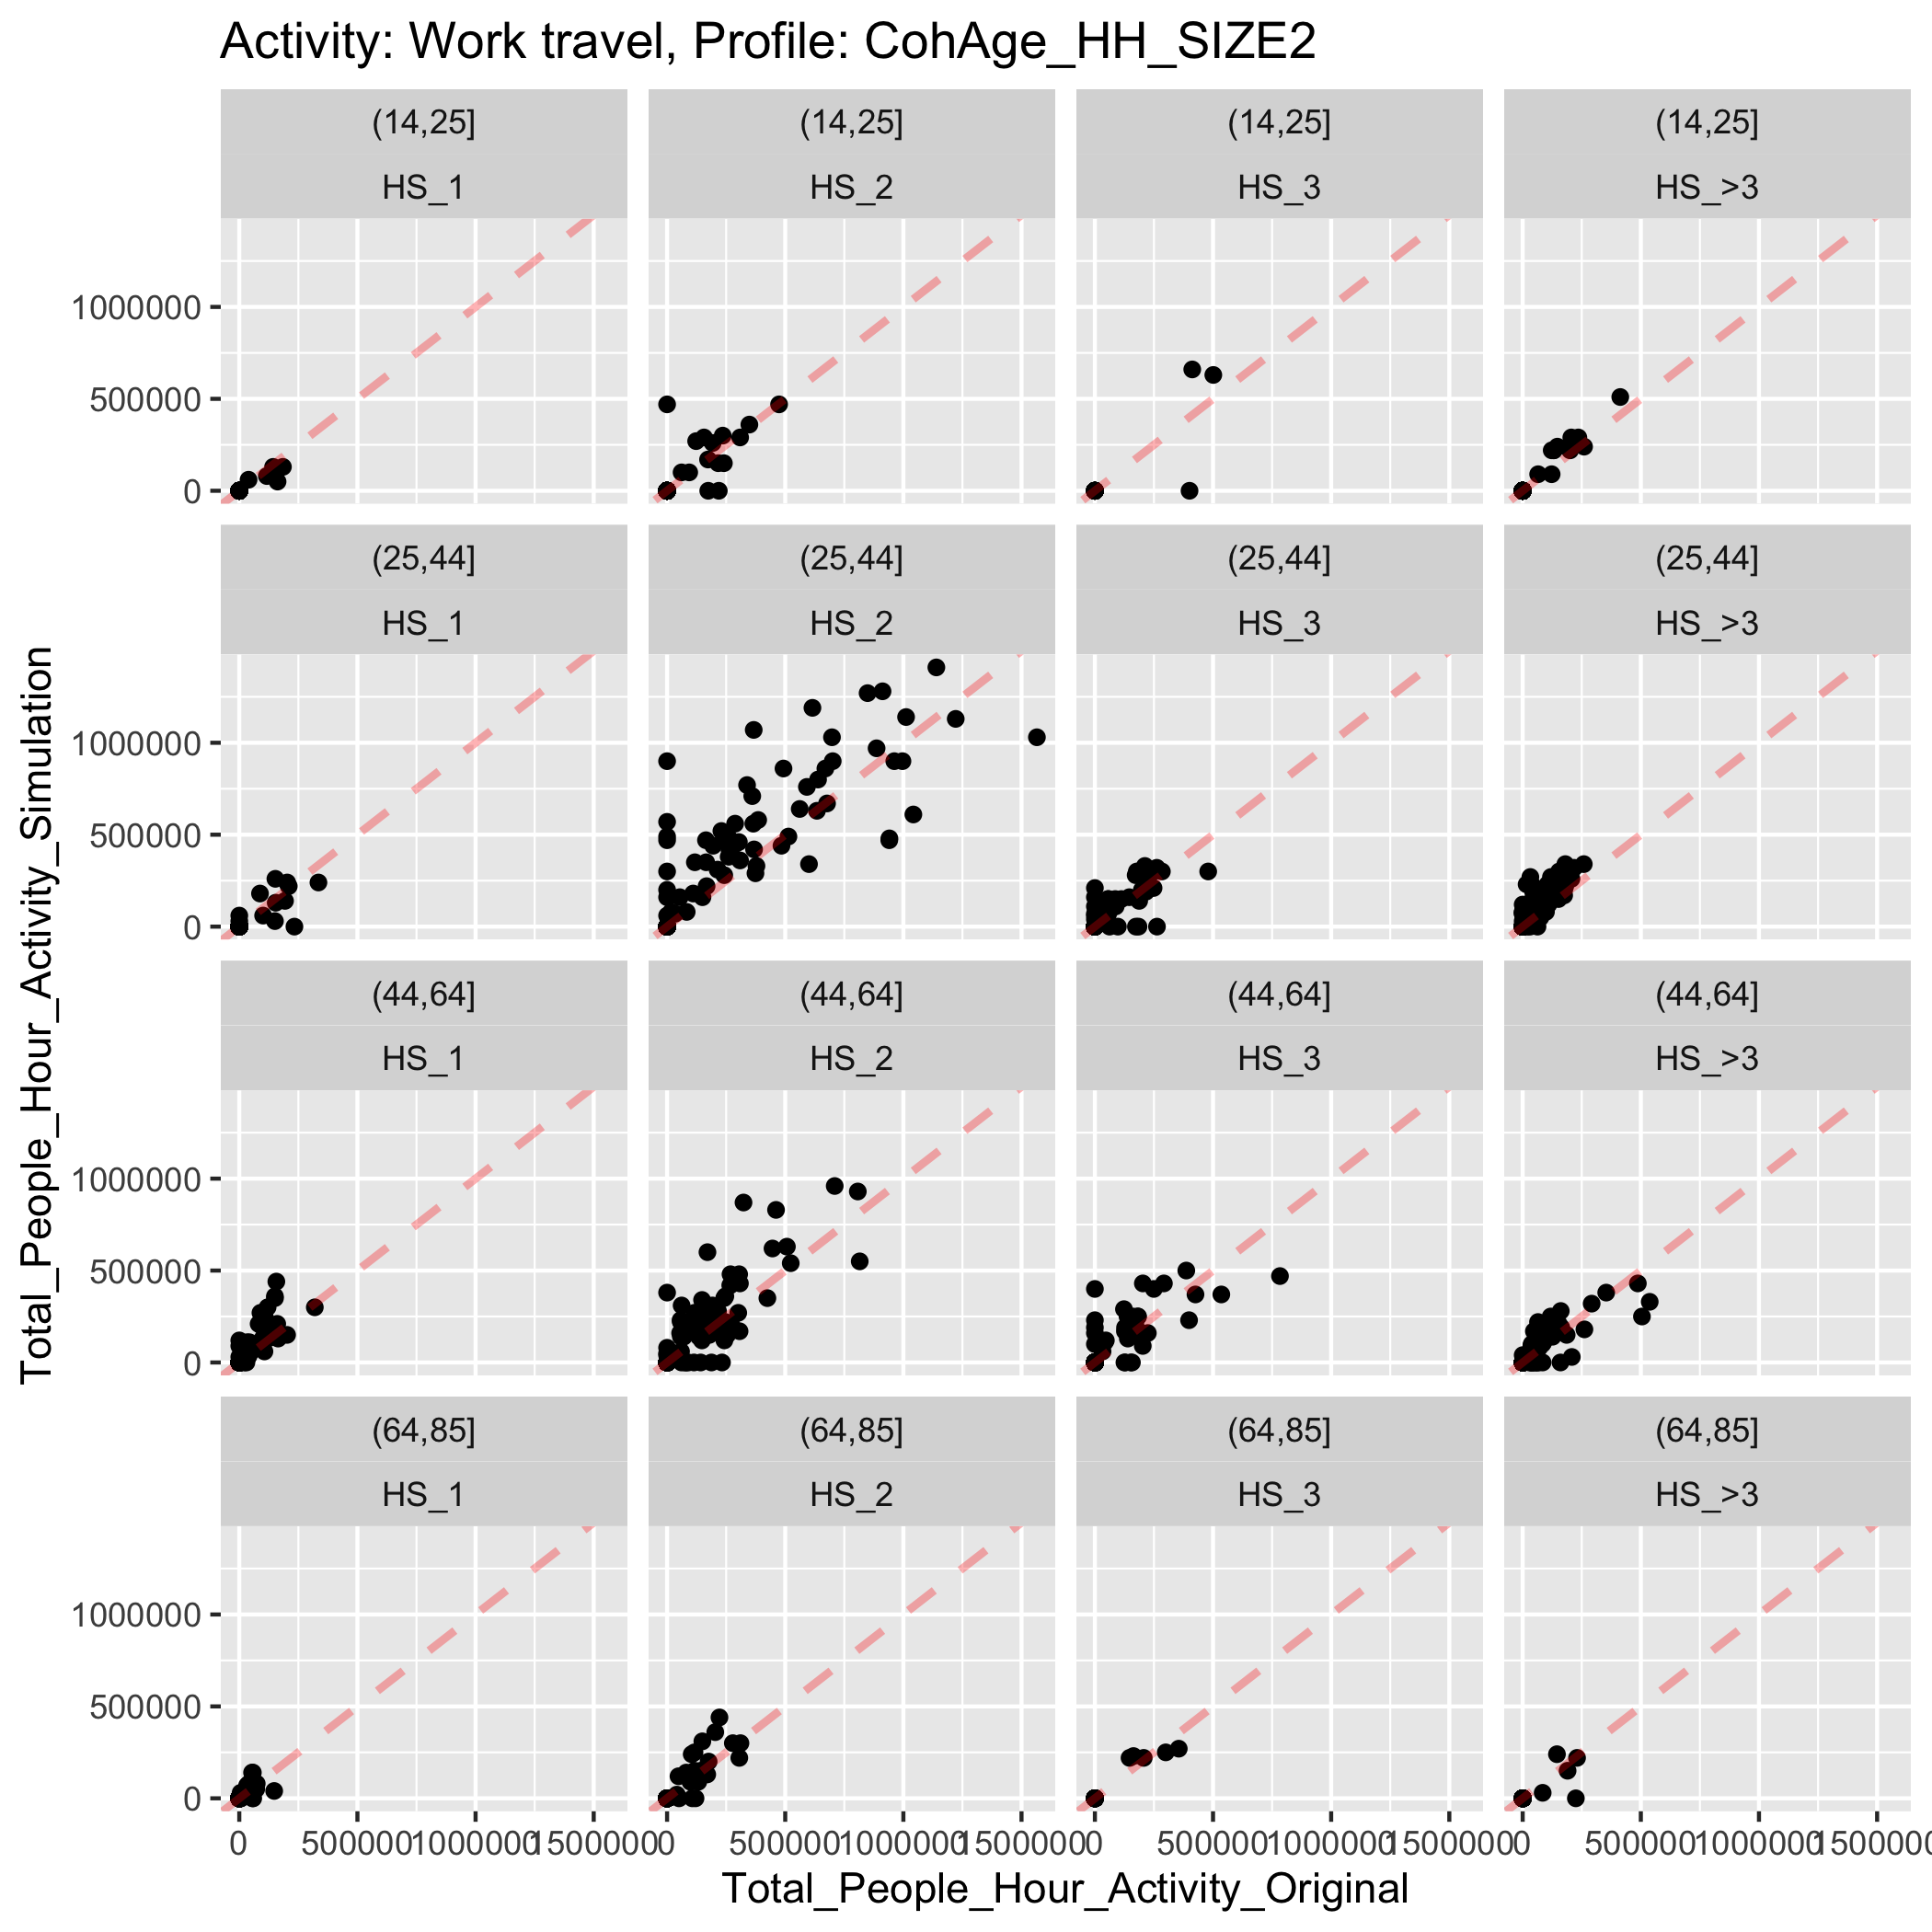 Activity: Work travel, Profile: CohAge_HH_SIZE2
(14,25] (14,25] (14,25] (14,25]
HS_1 HS_2 HS_3 HS_>3
1000000
500000
0
(25,44] (25,44] (25,44] (25,44]
HS_1 HS_2 HS_3 HS_>3
1000000
500000
0
(44,64] (44,64] (44,64] (44,64]
HS_1 HS_2 HS_3 HS_>3
1000000
500000
0
(64,85] (64,85] (64,85] (64,85]
HS_1 HS_2 HS_3 HS_>3
1000000
500000
0
0 500000 1000000 1500000 0 500000 1000000 1500000 0 500000 1000000 1500000 0 500000 1000000 150000
Total_People_Hour_Activity_Original
Total_People_Hour_Activity_Simulation